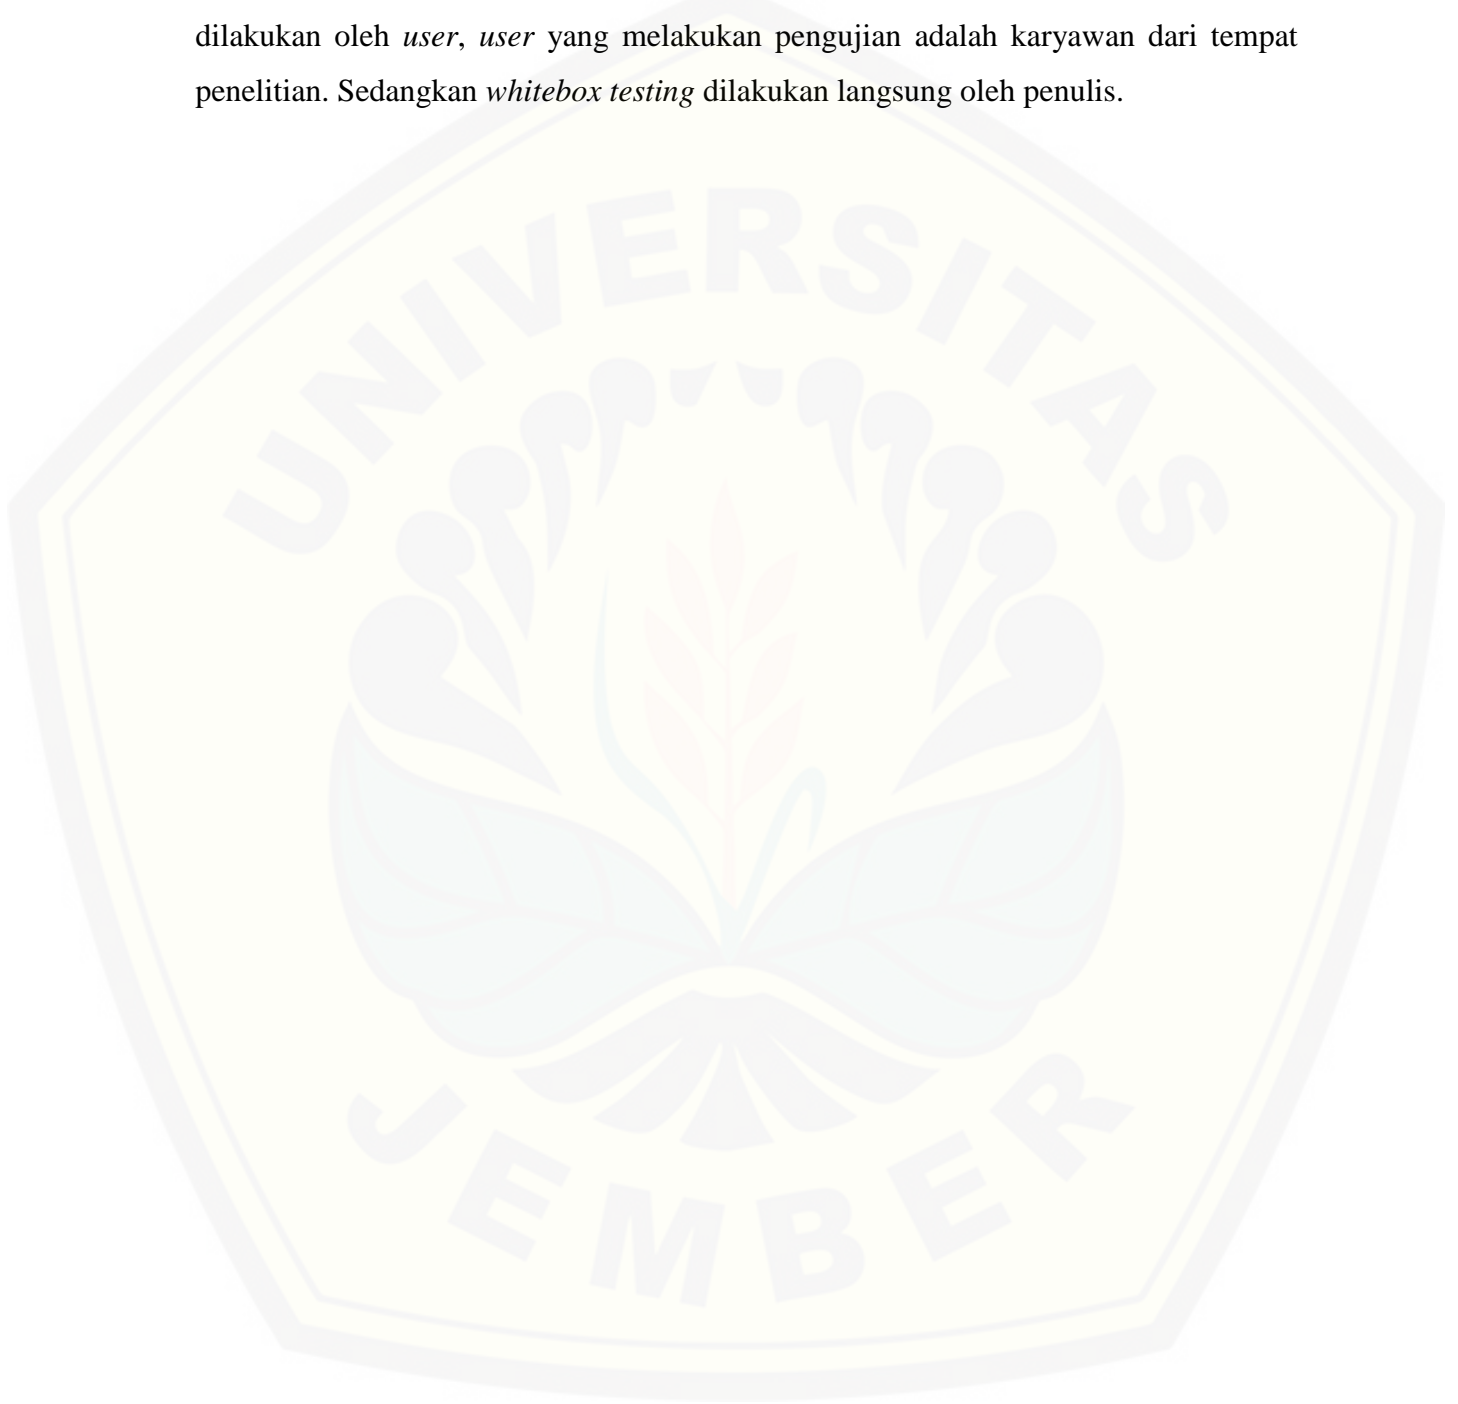 dilakukan oleh user, user yang melakukan pengujian adalah karyawan dari tempat
penelitian. Sedangkan whitebox testing dilakukan langsung oleh penulis.
UNIVERSITAS
JEMBER